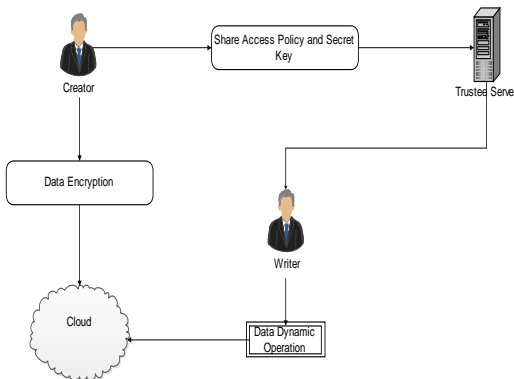 Share Access Policy and Secret
Key
Creator
Trustee Serve
Data Encryption
Writer
Cloud
Data Dynamic
Operation